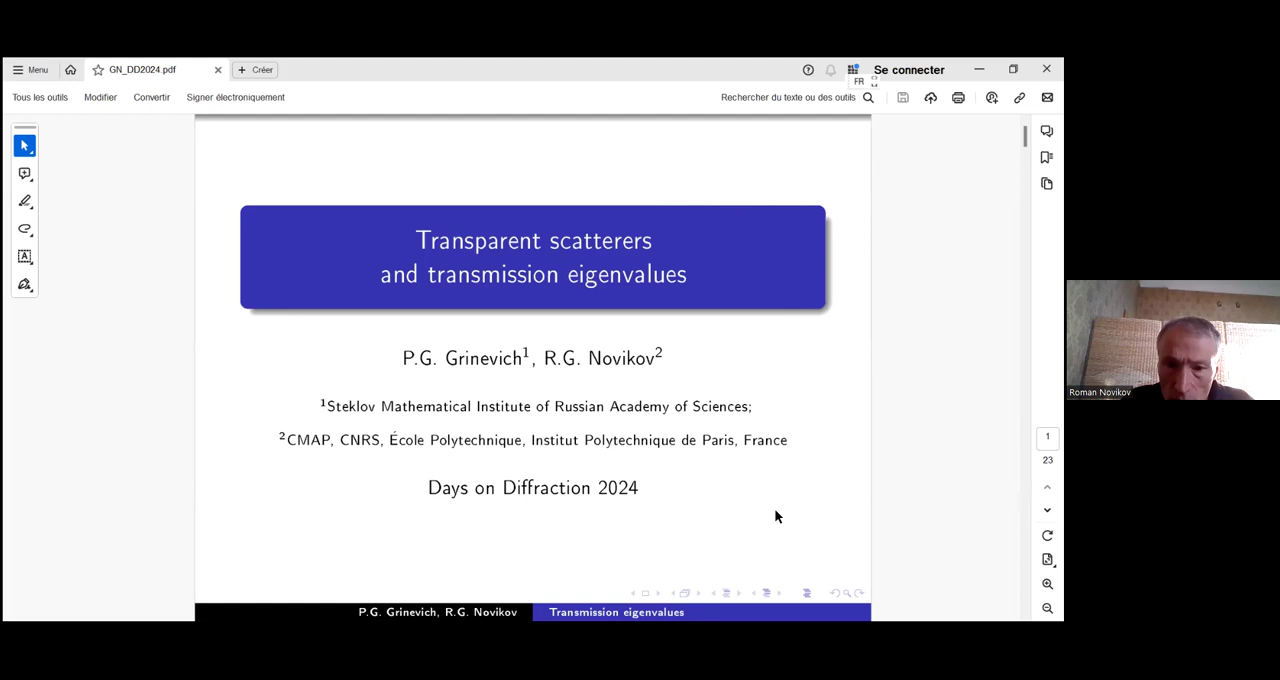 Menu
GN_DD2024.pdf
Créer
Se connecter
FR
Tous les outils
Modifier
Convertir
Signer électroniquement
Rechercher du texte ou des outils
Transparent scatterers
and transmission eigenvalues
P.G. Grinevich¹, R.G. Novikov²
¹Steklov Mathematical Institute of Russian Academy of Sciences;
²CMAP, CNRS, École Polytechnique, Institut Polytechnique de Paris, France
Days on Diffraction 2024
P.G. Grinevich, R.G. Novikov
Transmission eigenvalues
1
23
Roman Novikov